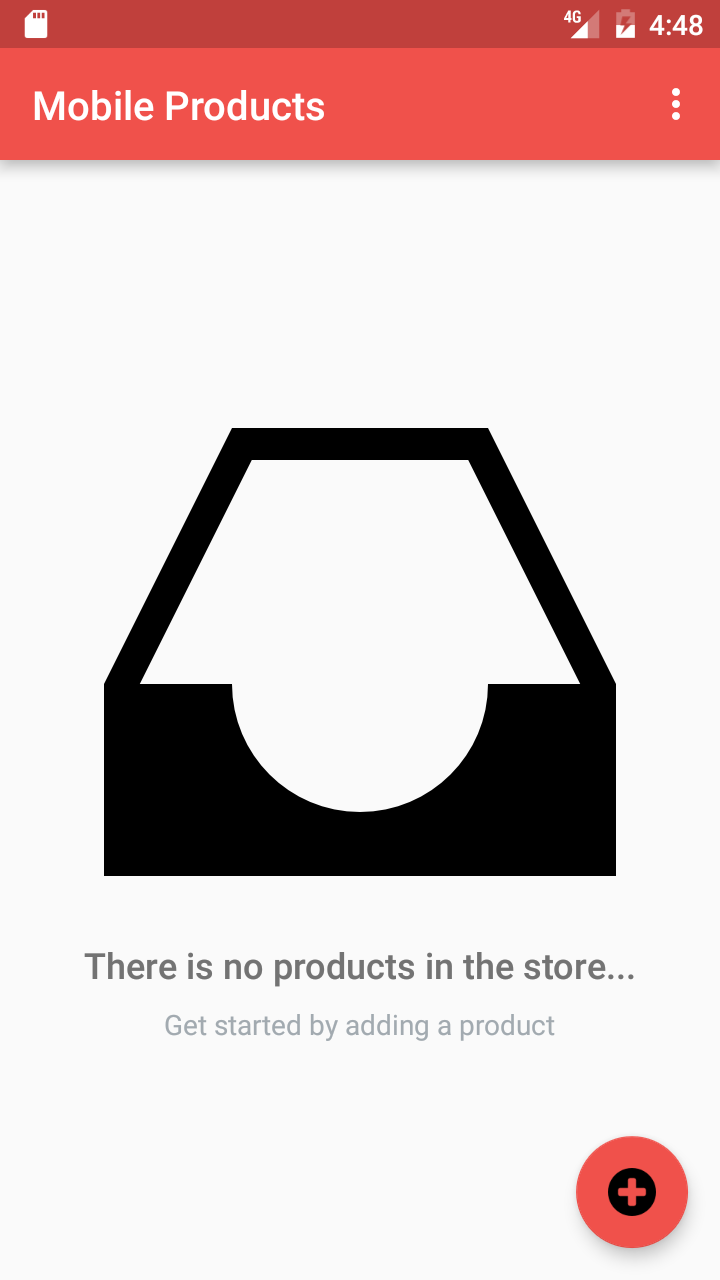 4G 4:48
Mobile Products
There is no products in the store...
Get started by adding a product